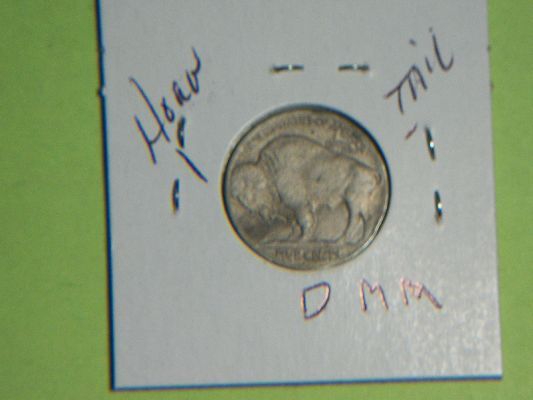 HORN
TAIL
UNITED STATES OF AMERICA
FIVE CENTS
D MM